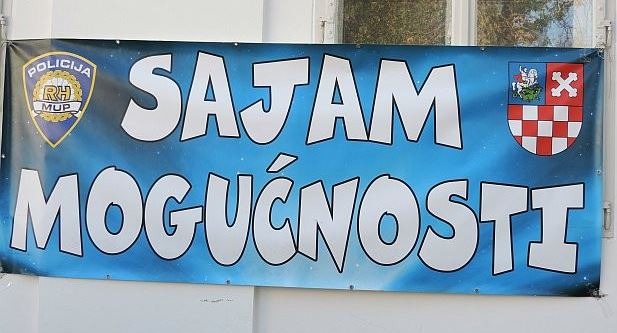 POLICIJA
RH
MUP
SAJAM
MOGUĆNOSTI